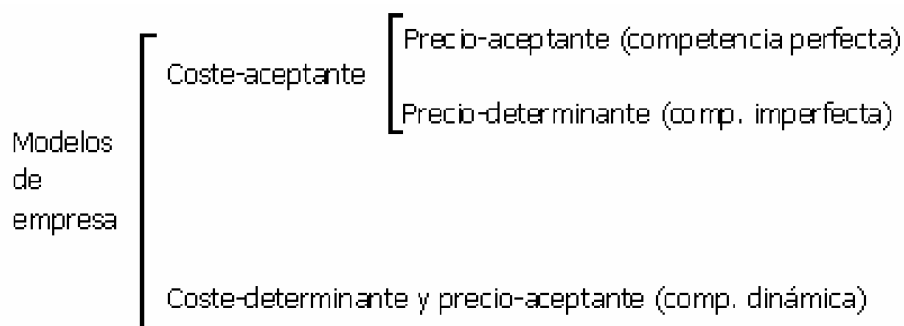 Precio-aceptante (competencia perfecta)
Coste-aceptante
Precio-determinante (comp. imperfecta)
Modelos
de
empresa
Coste-determinante y precio-aceptante (comp. dinámica)